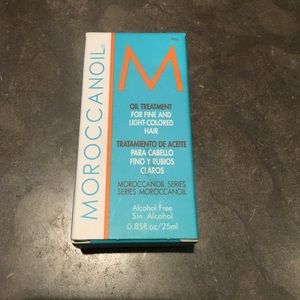 MOROCCANOIL®
M
OIL TREATMENT
FOR FINE AND
LIGHT-COLORED
HAIR
TRATAMIENTO DE ACEITE
PARA CABELLO
FINO Y RUBIOS
CLAROS
MOROCCANOIL SERIES
SERIES MOROCCANOIL
Alcohol Free
Sin Alcohol
0.85fl.oz/25ml